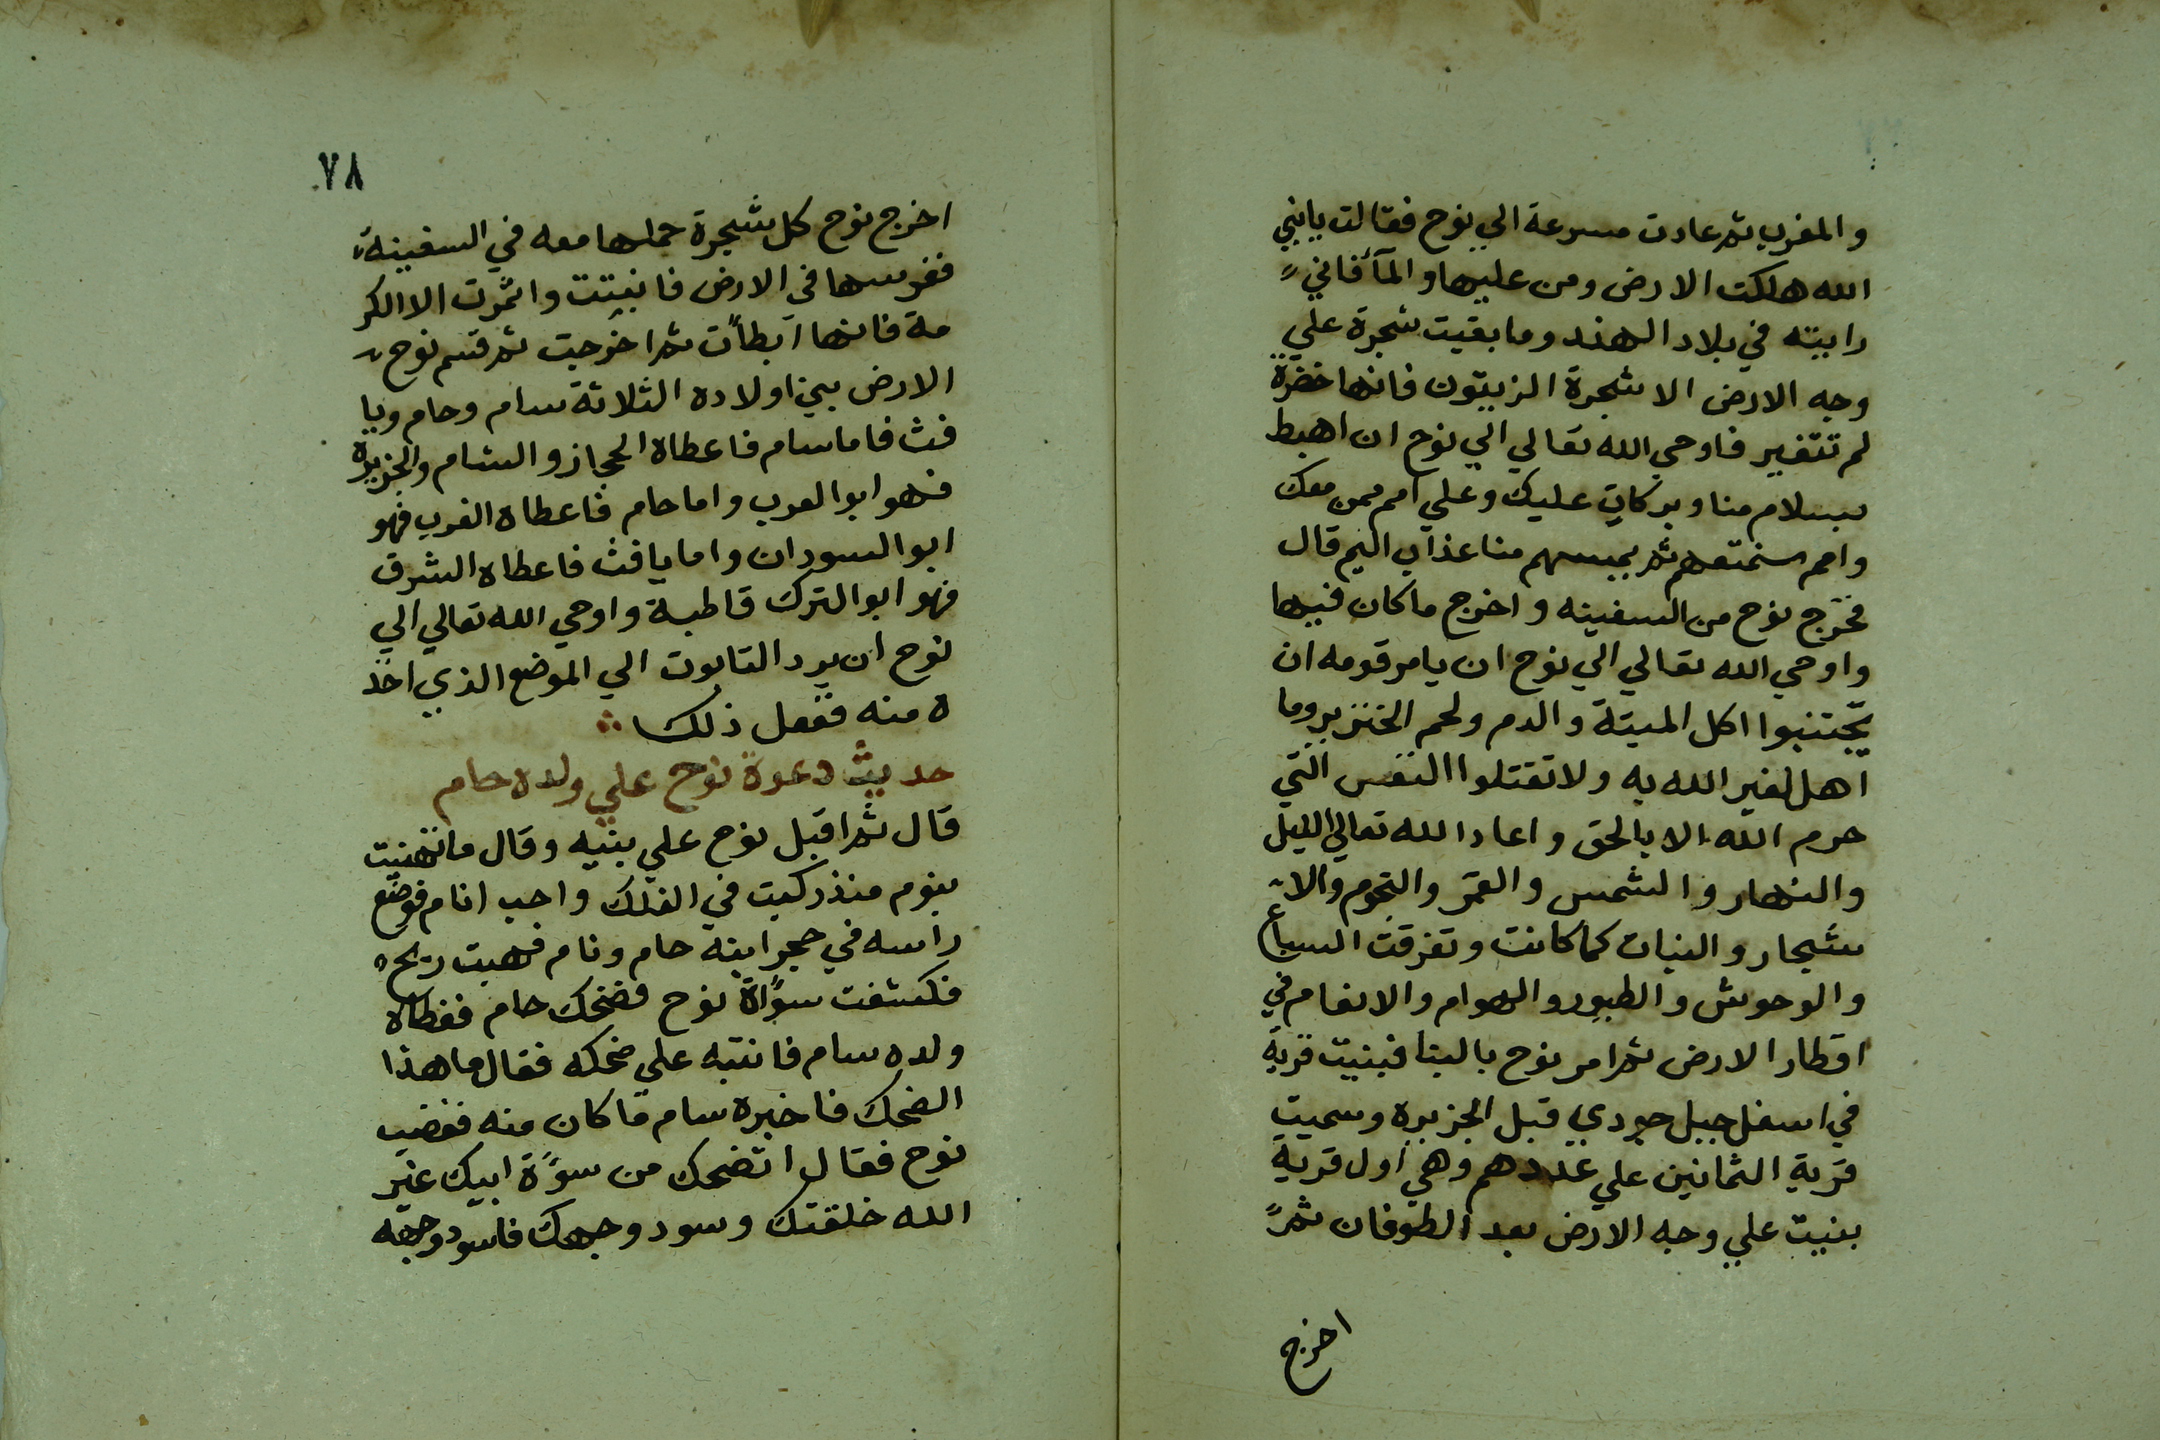 والمغرب ثم عادت مسرعة الي نوح فقالت يانبي
الله هلكت الارض ومن عليها والمآ فاني
رايته في بلاد الهند وما بقيت شجرة علي
وجه الارض الا شجرة الزيتون فانها خضرة
لم تتغير فاوحي الله تعالي الي نوح ان اهبط
بسلام منا وبركات عليك وعلي امم ممن معك
وامم سنمتعهم ثم يمسهم منا عذاب اليم قال
فخرج نوح من السفينه واخرج ما كان فيها
واوحي الله تعالي الي نوح ان يامر قومه ان
يجتنبوا اكل الميتة والدم ولحم الخنزير وما
اهل لغير الله به ولا تقتلوا النفس التي
حرم الله الا بالحق واعاد الله تعالي الليل
والنهار والشمس والقمر والنجوم والا
شجار والنبات كما كانت وتفرقت السباع
والوحوش والطيور والهوام والانعام في
اقطار الارض ثم امر نوح بالبنا فبنيت قرية
في اسفل جبل جودي قبل الجزيره وسميت
قرية الثمانين علي عددهم وهي اول قرية
بنيت علي وجه الارض بعد الطوفان ثم
اخرج
٧٨
اخرج نوح كل شجرة حملها معه في السفينة
فغرسها في الارض فانبتت واثمرت الا الكر
مة فانها ابطأت ثم اخرجت ثم قسم نوح
الارض بين اولاده الثلاثة سام وحام ويا
فث فاما سام فاعطاه الحجاز والشام والجزيرة
فهو ابو العرب واما حام فاعطاه الغرب فهو
ابو السودان واما يافث فاعطاه الشرق
فهو ابو الترك قاطبة واوحي الله تعالي الي
نوح ان يرد التابوت الي الموضع الذي اخذ
ه منه ففعل ذلك
حديث دعوة نوح علي ولده حام
قال ثم اقبل نوح علي بنيه وقال ما تهنيت
بنوم منذ ركبت في الفلك واحب انام فوضع
راسه في حجر ابنه حام ونام فهبت ريح
فكشفت سوأة نوح فضحك حام فغطاه
ولده سام فانتبه علي ضحكه فقال ما هذا
الضحك فاخبره سام ما كان منه فغضب
نوح فقال اتضحك من سوءة ابيك غير
الله خلقتك وسود وجهك فاسود وجهه